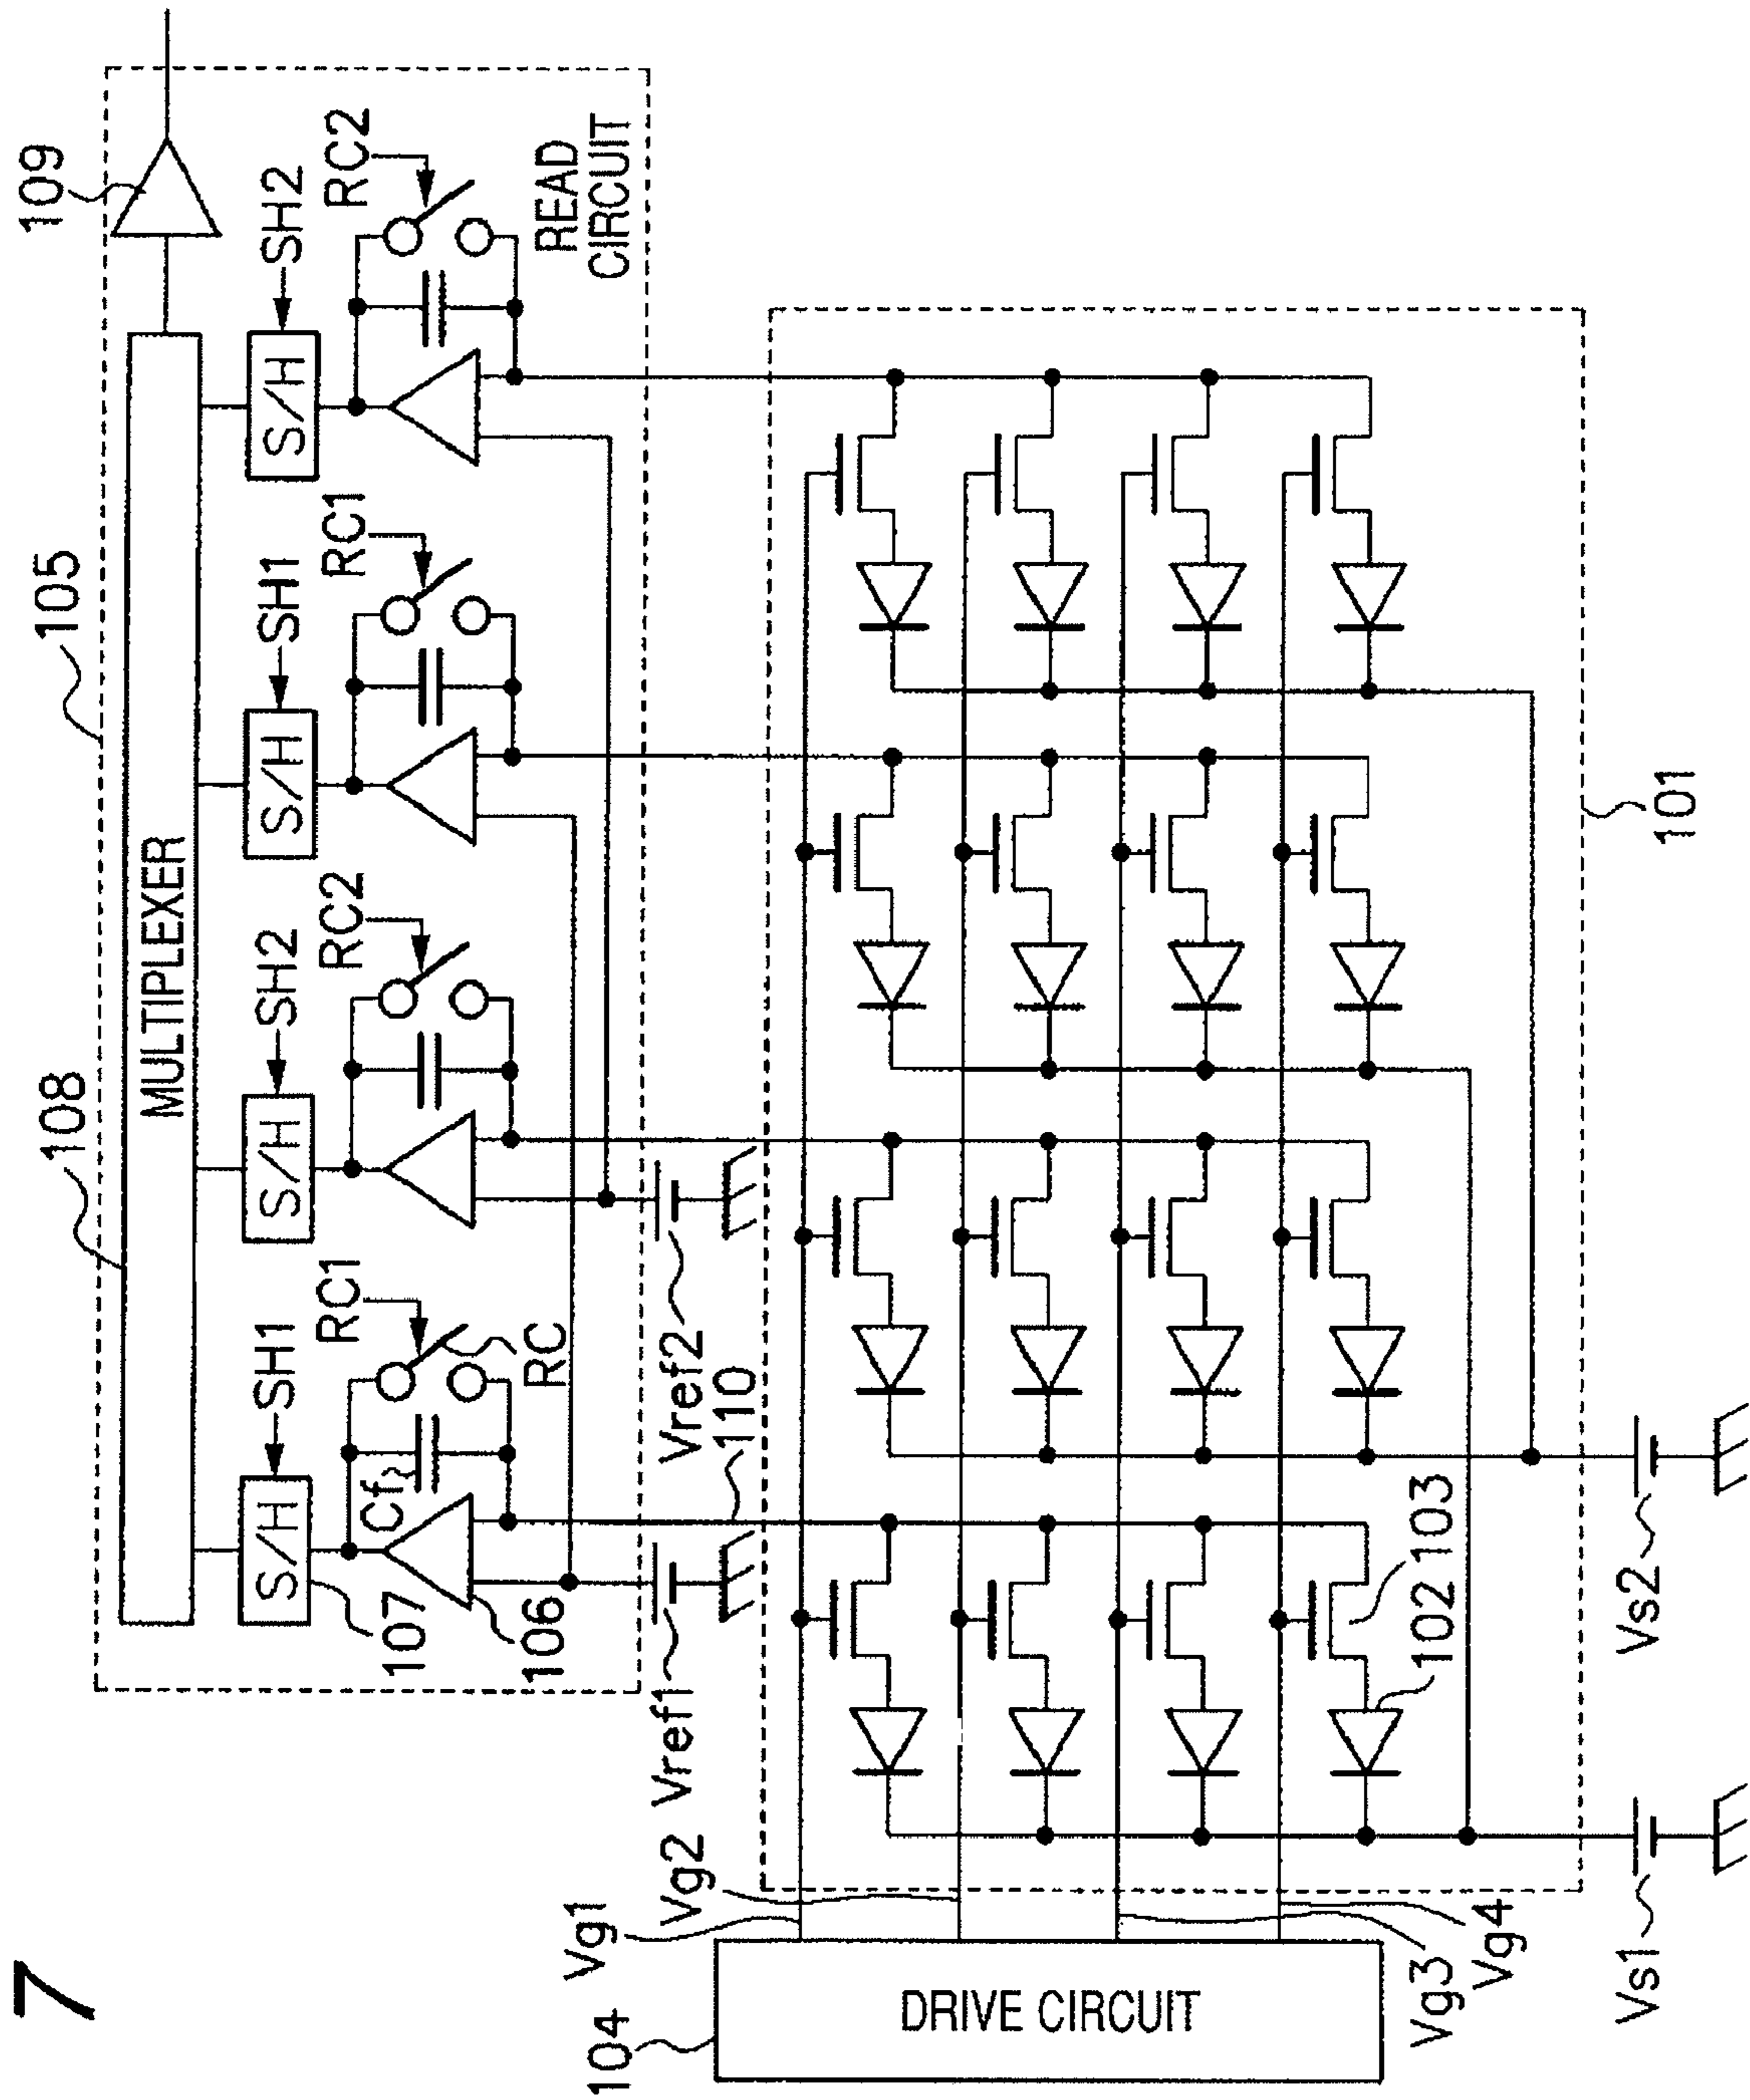 7
109
105
108
MULTIPLEXER
S/H
SH1
S/H
SH2
S/H
SH1
S/H
SH2
107
Cf
RC1
RC
RC2
RC1
RC2
106
READ
CIRCUIT
Vref1
Vref2
110
Vg1
Vg2
Vg3
Vg4
104
DRIVE CIRCUIT
102
103
101
Vs1
Vs2